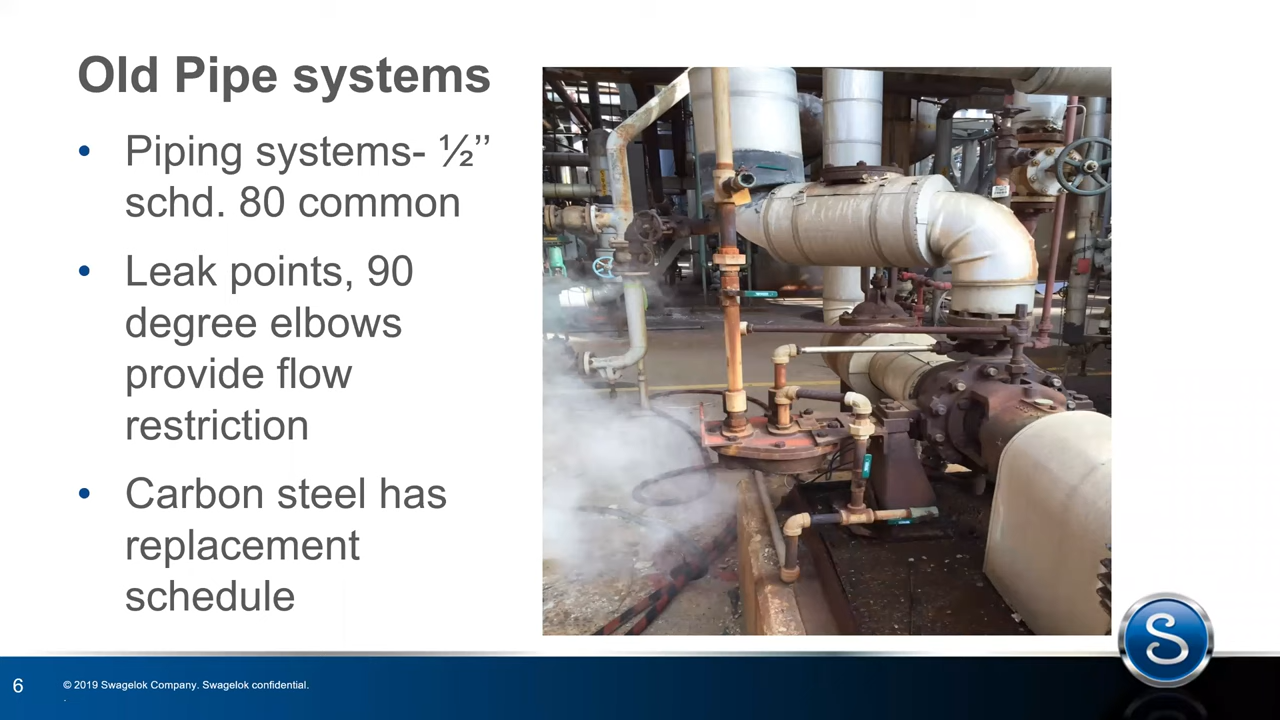 Old Pipe systems
• Piping systems- ½’’
schd. 80 common
• Leak points, 90
degree elbows
provide flow
restriction
• Carbon steel has
replacement
schedule
S
6
© 2019 Swagelok Company. Swagelok confidential.
.